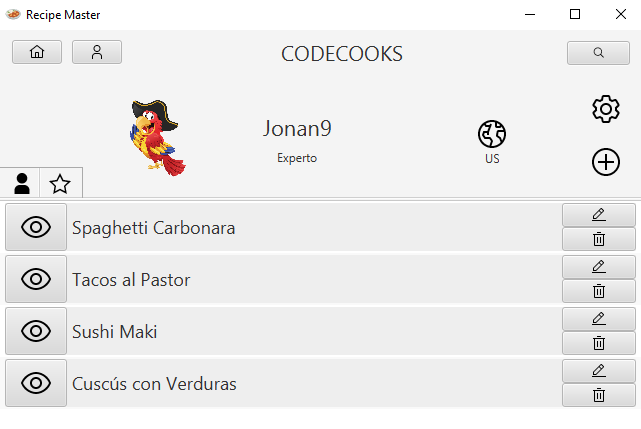 Recipe Master
CODECOOKS
Jonan9
Experto
US
Spaghetti Carbonara
Tacos al Pastor
Sushi Maki
Cuscús con Verduras